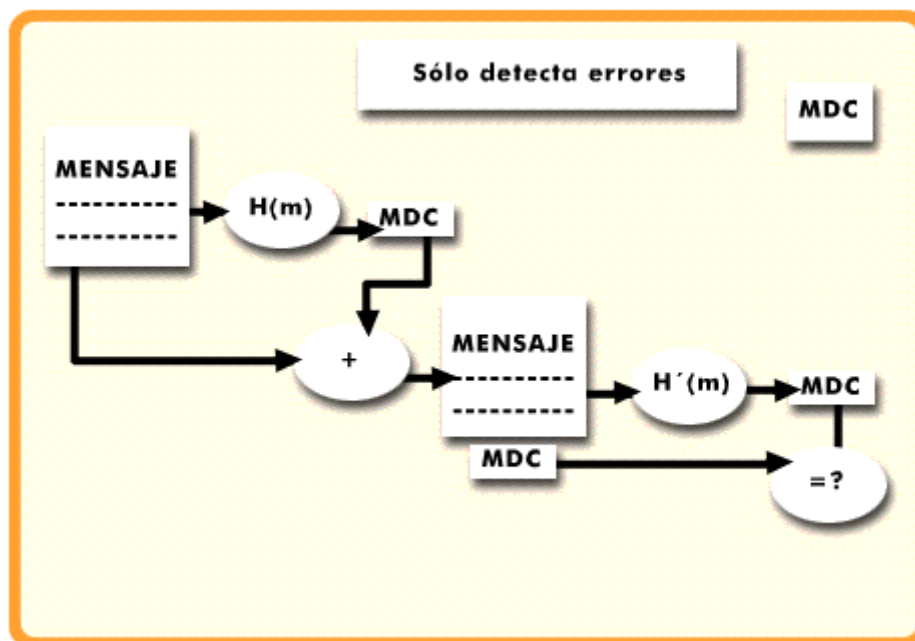 Sólo detecta errores
MDC
MENSAJE
----------
----------
H(m)
MDC
+
MENSAJE
----------
----------
H´(m)
MDC
MDC
=?